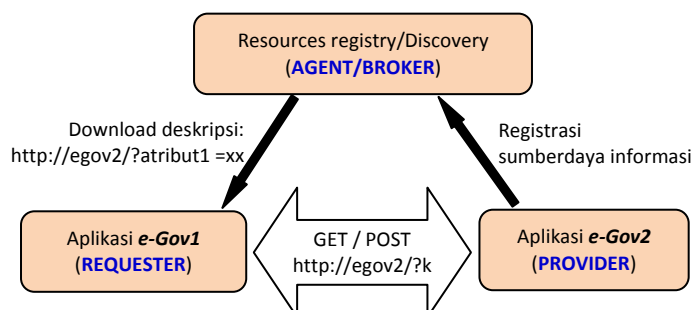 Resources registry/Discovery
(AGENT/BROKER)
Download deskripsi:
http://egov2/?atribut1 =xx
Registrasi
sumberdaya informasi
Aplikasi e-Gov1
(REQUESTER)
GET / POST
http://egov2/?k
Aplikasi e-Gov2
(PROVIDER)